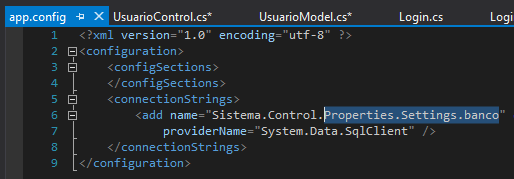 app.config UsuarioControl.cs* UsuarioModel.cs* Login.cs Logi
1 <?xml version="1.0" encoding="utf-8" ?>
2 <configuration>
3 <configSections>
4 </configSections>
5 <connectionStrings>
6 <add name="Sistema.Control.Properties.Settings.banco"
7 providerName="System.Data.SqlClient" />
8 </connectionStrings>
9 </configuration>